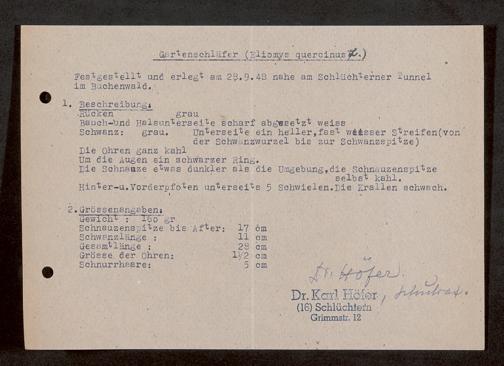 Gartenschläfer (Eliomys quercinus L.)
Festgestellt und erlegt am 28.9.48 nahe am Schlüchterner Tunnel
im Buchenwald.
1. Beschreibung:
Rücken grau
Bauch-und Halsunterseite scharf abgesetzt weiss
Schwanz: grau. Unterseite ein heller, fast weisser Streifen(von
der Schwanzwurzel bis zur Schwanzspitze)
Die Ohren ganz kahl
Um die Augen ein schwarzer Ring.
Die Schnauze etwas dunkler als die Umgebung, die Schnauzenspitze
selbst kahl.
Hinter-u.Vorderpfoten unterseits 5 Schwielen.Die Krallen schwach.
2.Grössenangaben:
Gewicht : 160 gr
Schnauzenspitze bis After: 17 cm
Schwanzlänge : 11 cm
Gesamtlänge : 28 cm
Grösse der Ohren: 1½ cm
Schnurrhaare: 5 cm
Dr. Höfer.
Dr. Karl Höfer,
(16) Schlüchtern
Grimmstr. 12